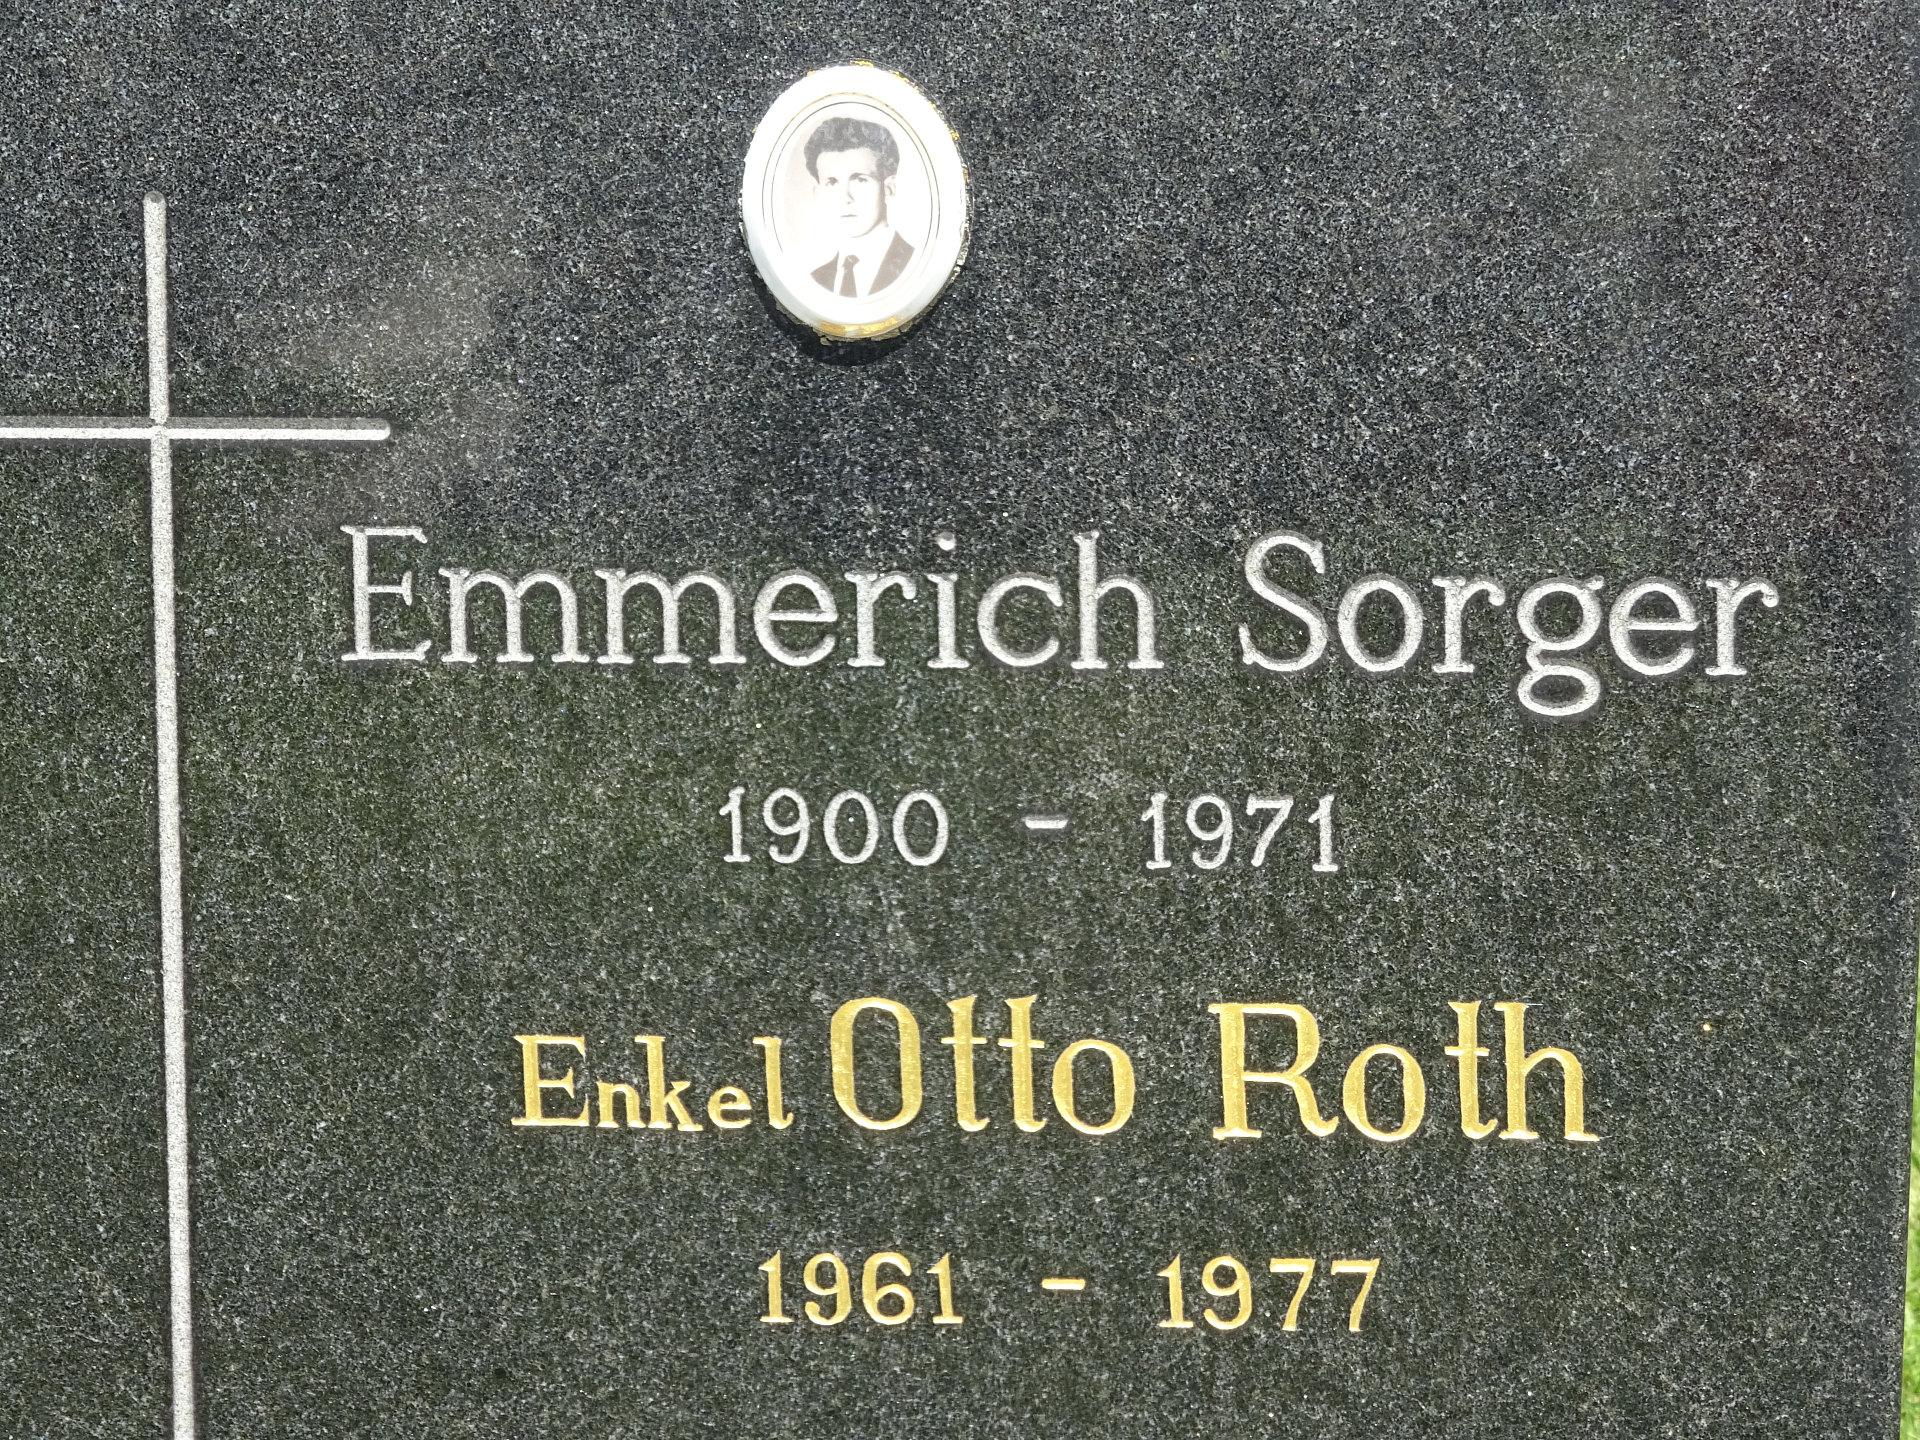 Emmerich Sorger
1900 - 1971
Enkel Otto Roth
1961 - 1977